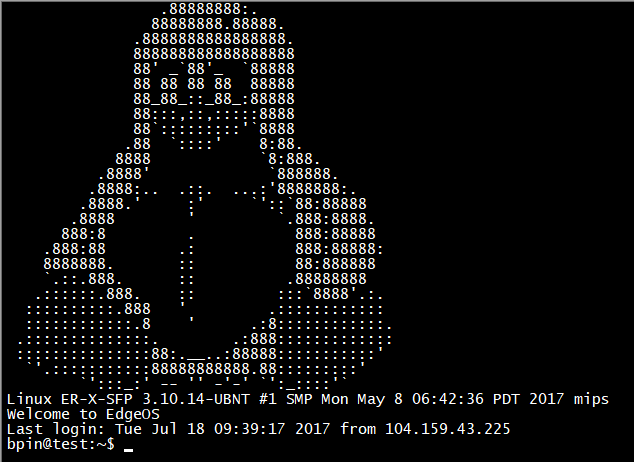 Linux ER-X-SFP 3.10.14-UBNT #1 SMP Mon May 8 06:42:36 PDT 2017 mips
Welcome to EdgeOS
Last login: Tue Jul 18 09:39:17 2017 from 104.159.43.225
bpin@test:~$